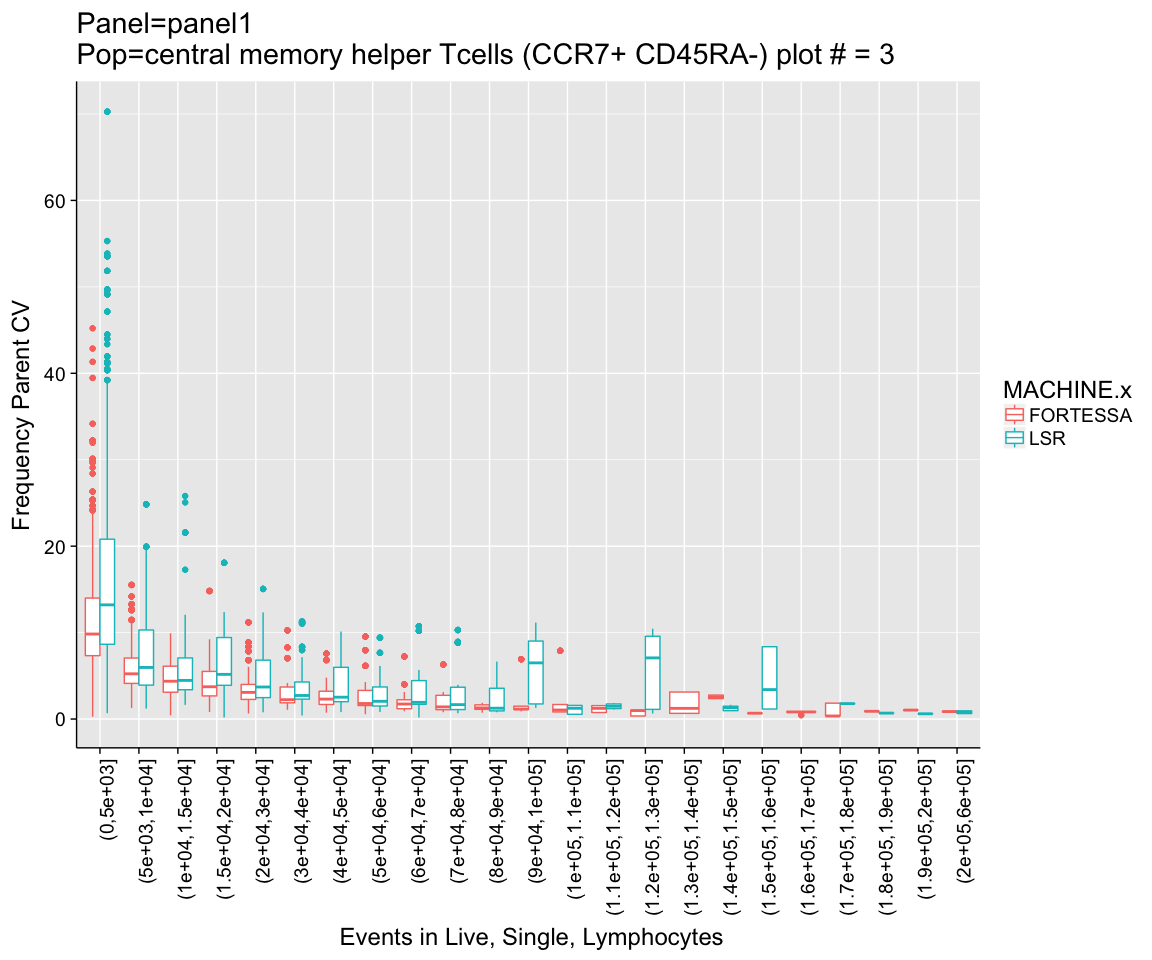 Panel=panel1
Pop=central memory helper Tcells (CCR7+ CD45RA-) plot # = 3
Frequency Parent CV
60
40
20
0
MACHINE.x
FORTESSA
LSR
(0,5e+03]
(5e+03,1e+04]
(1e+04,1.5e+04]
(1.5e+04,2e+04]
(2e+04,3e+04]
(3e+04,4e+04]
(4e+04,5e+04]
(5e+04,6e+04]
(6e+04,7e+04]
(7e+04,8e+04]
(8e+04,9e+04]
(9e+04,1e+05]
(1e+05,1.1e+05]
(1.1e+05,1.2e+05]
(1.2e+05,1.3e+05]
(1.3e+05,1.4e+05]
(1.4e+05,1.5e+05]
(1.5e+05,1.6e+05]
(1.6e+05,1.7e+05]
(1.7e+05,1.8e+05]
(1.8e+05,1.9e+05]
(1.9e+05,2e+05]
(2e+05,6e+05]
Events in Live, Single, Lymphocytes